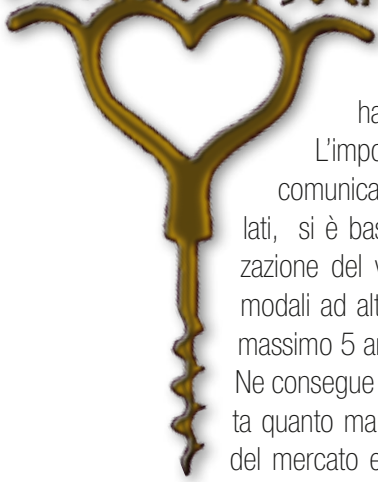 ha
L’impo
comunica
lati, si è bas
zazione del v
modali ad alt
massimo 5 an
Ne consegue
ta quanto ma
del mercato e